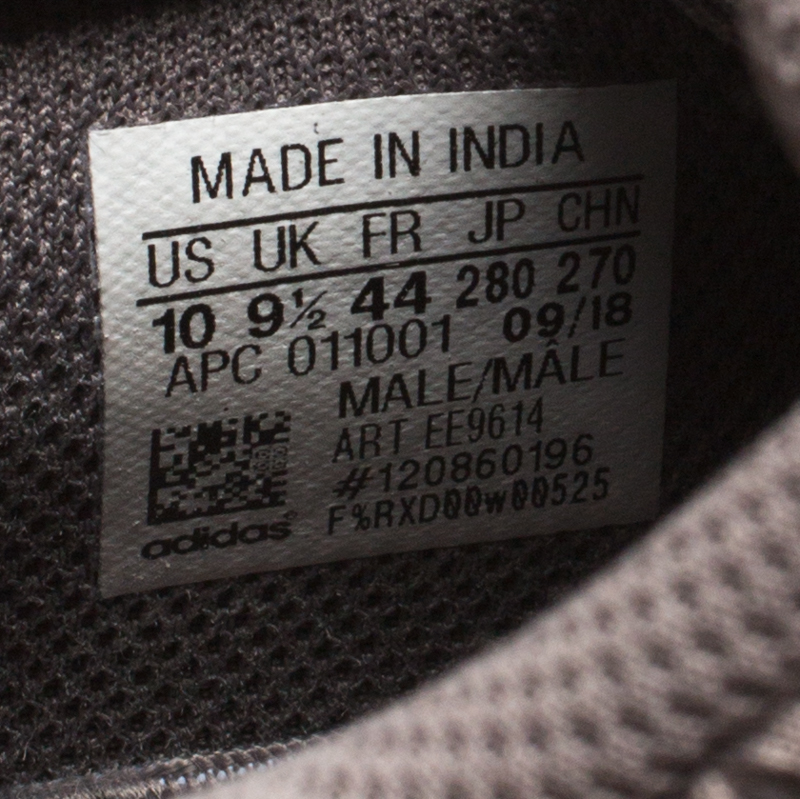 MADE IN INDIA
US UK FR JP CHN
10 9½ 44 280 270
APC 011001 09/18
MALE/MÂLE
ART EE9614
#120860196
F%RXD00w00525
adidas®